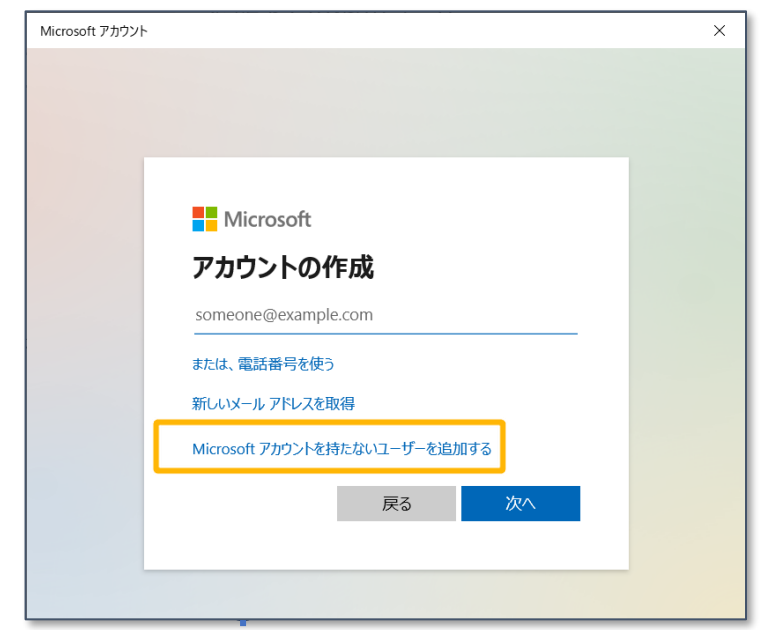 Microsoft アカウント
Microsoft
アカウントの作成
someone@example.com
または、電話番号を使う
新しいメール アドレスを取得
Microsoft アカウントを持たないユーザーを追加する
戻る
次へ